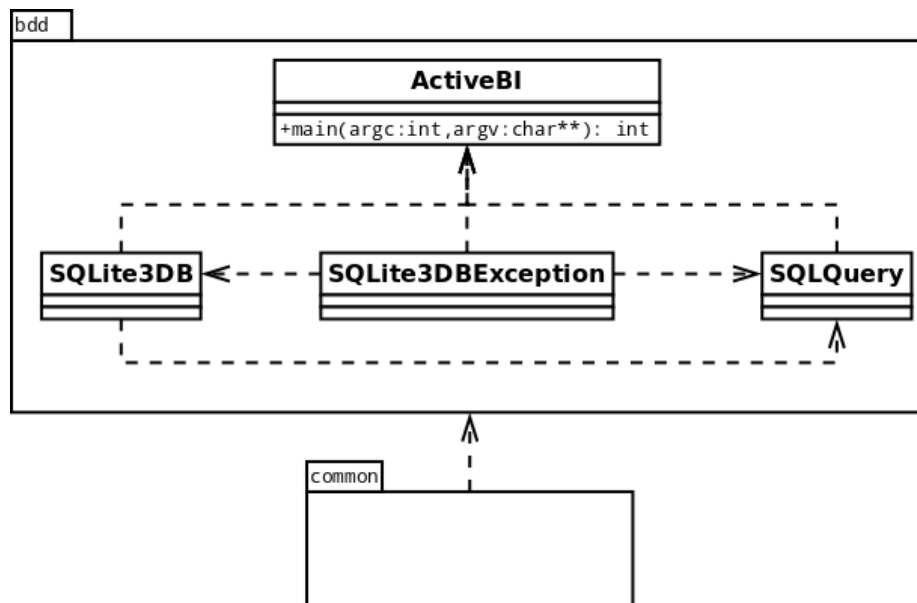 bdd
ActiveBI
+main(argc:int,argv:char**): int
SQLite3DB
SQLite3DBException
SQLQuery
common